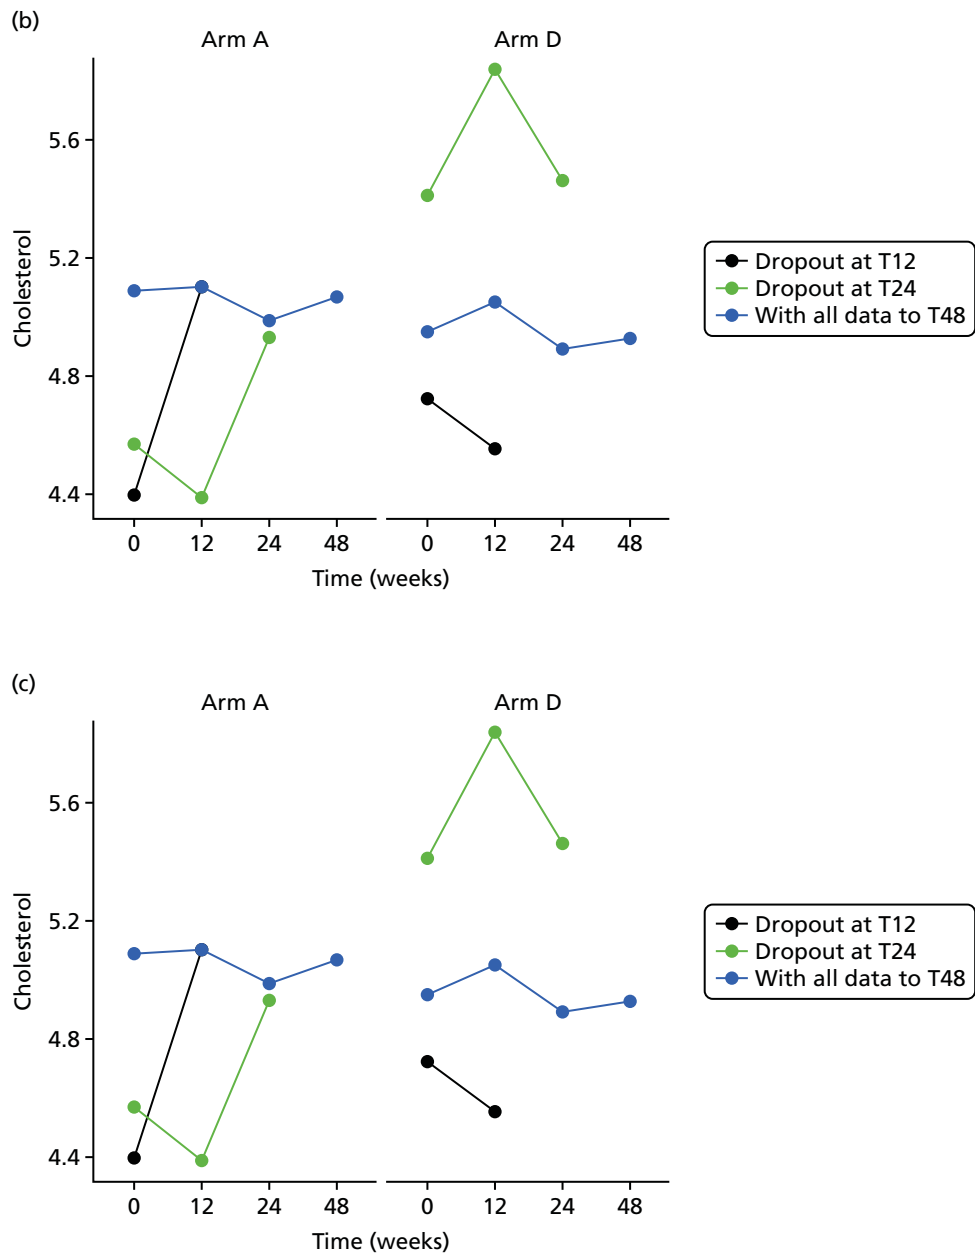 (b)
Arm A
Arm D
5.6
5.2
4.8
4.4
Cholesterol
0 12 24 48
0 12 24 48
Time (weeks)
Dropout at T12
Dropout at T24
With all data to T48
(c)
Arm A
Arm D
5.6
5.2
4.8
4.4
Cholesterol
0 12 24 48
0 12 24 48
Time (weeks)
Dropout at T12
Dropout at T24
With all data to T48